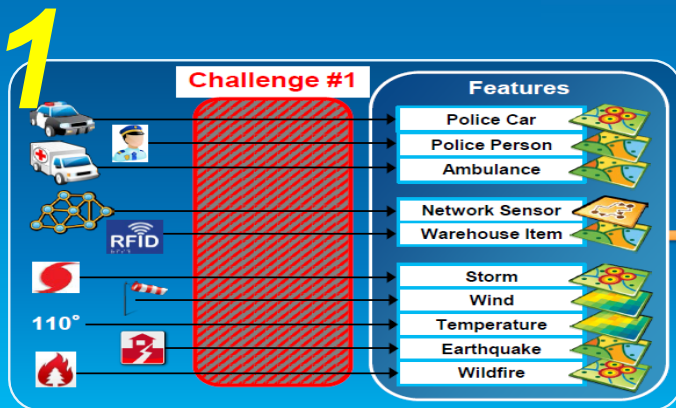 1
Challenge #1
Features
Police Car
Police Person
Ambulance
Network Sensor
RFID
Warehouse Item
Storm
Wind
110°
Temperature
Earthquake
Wildfire